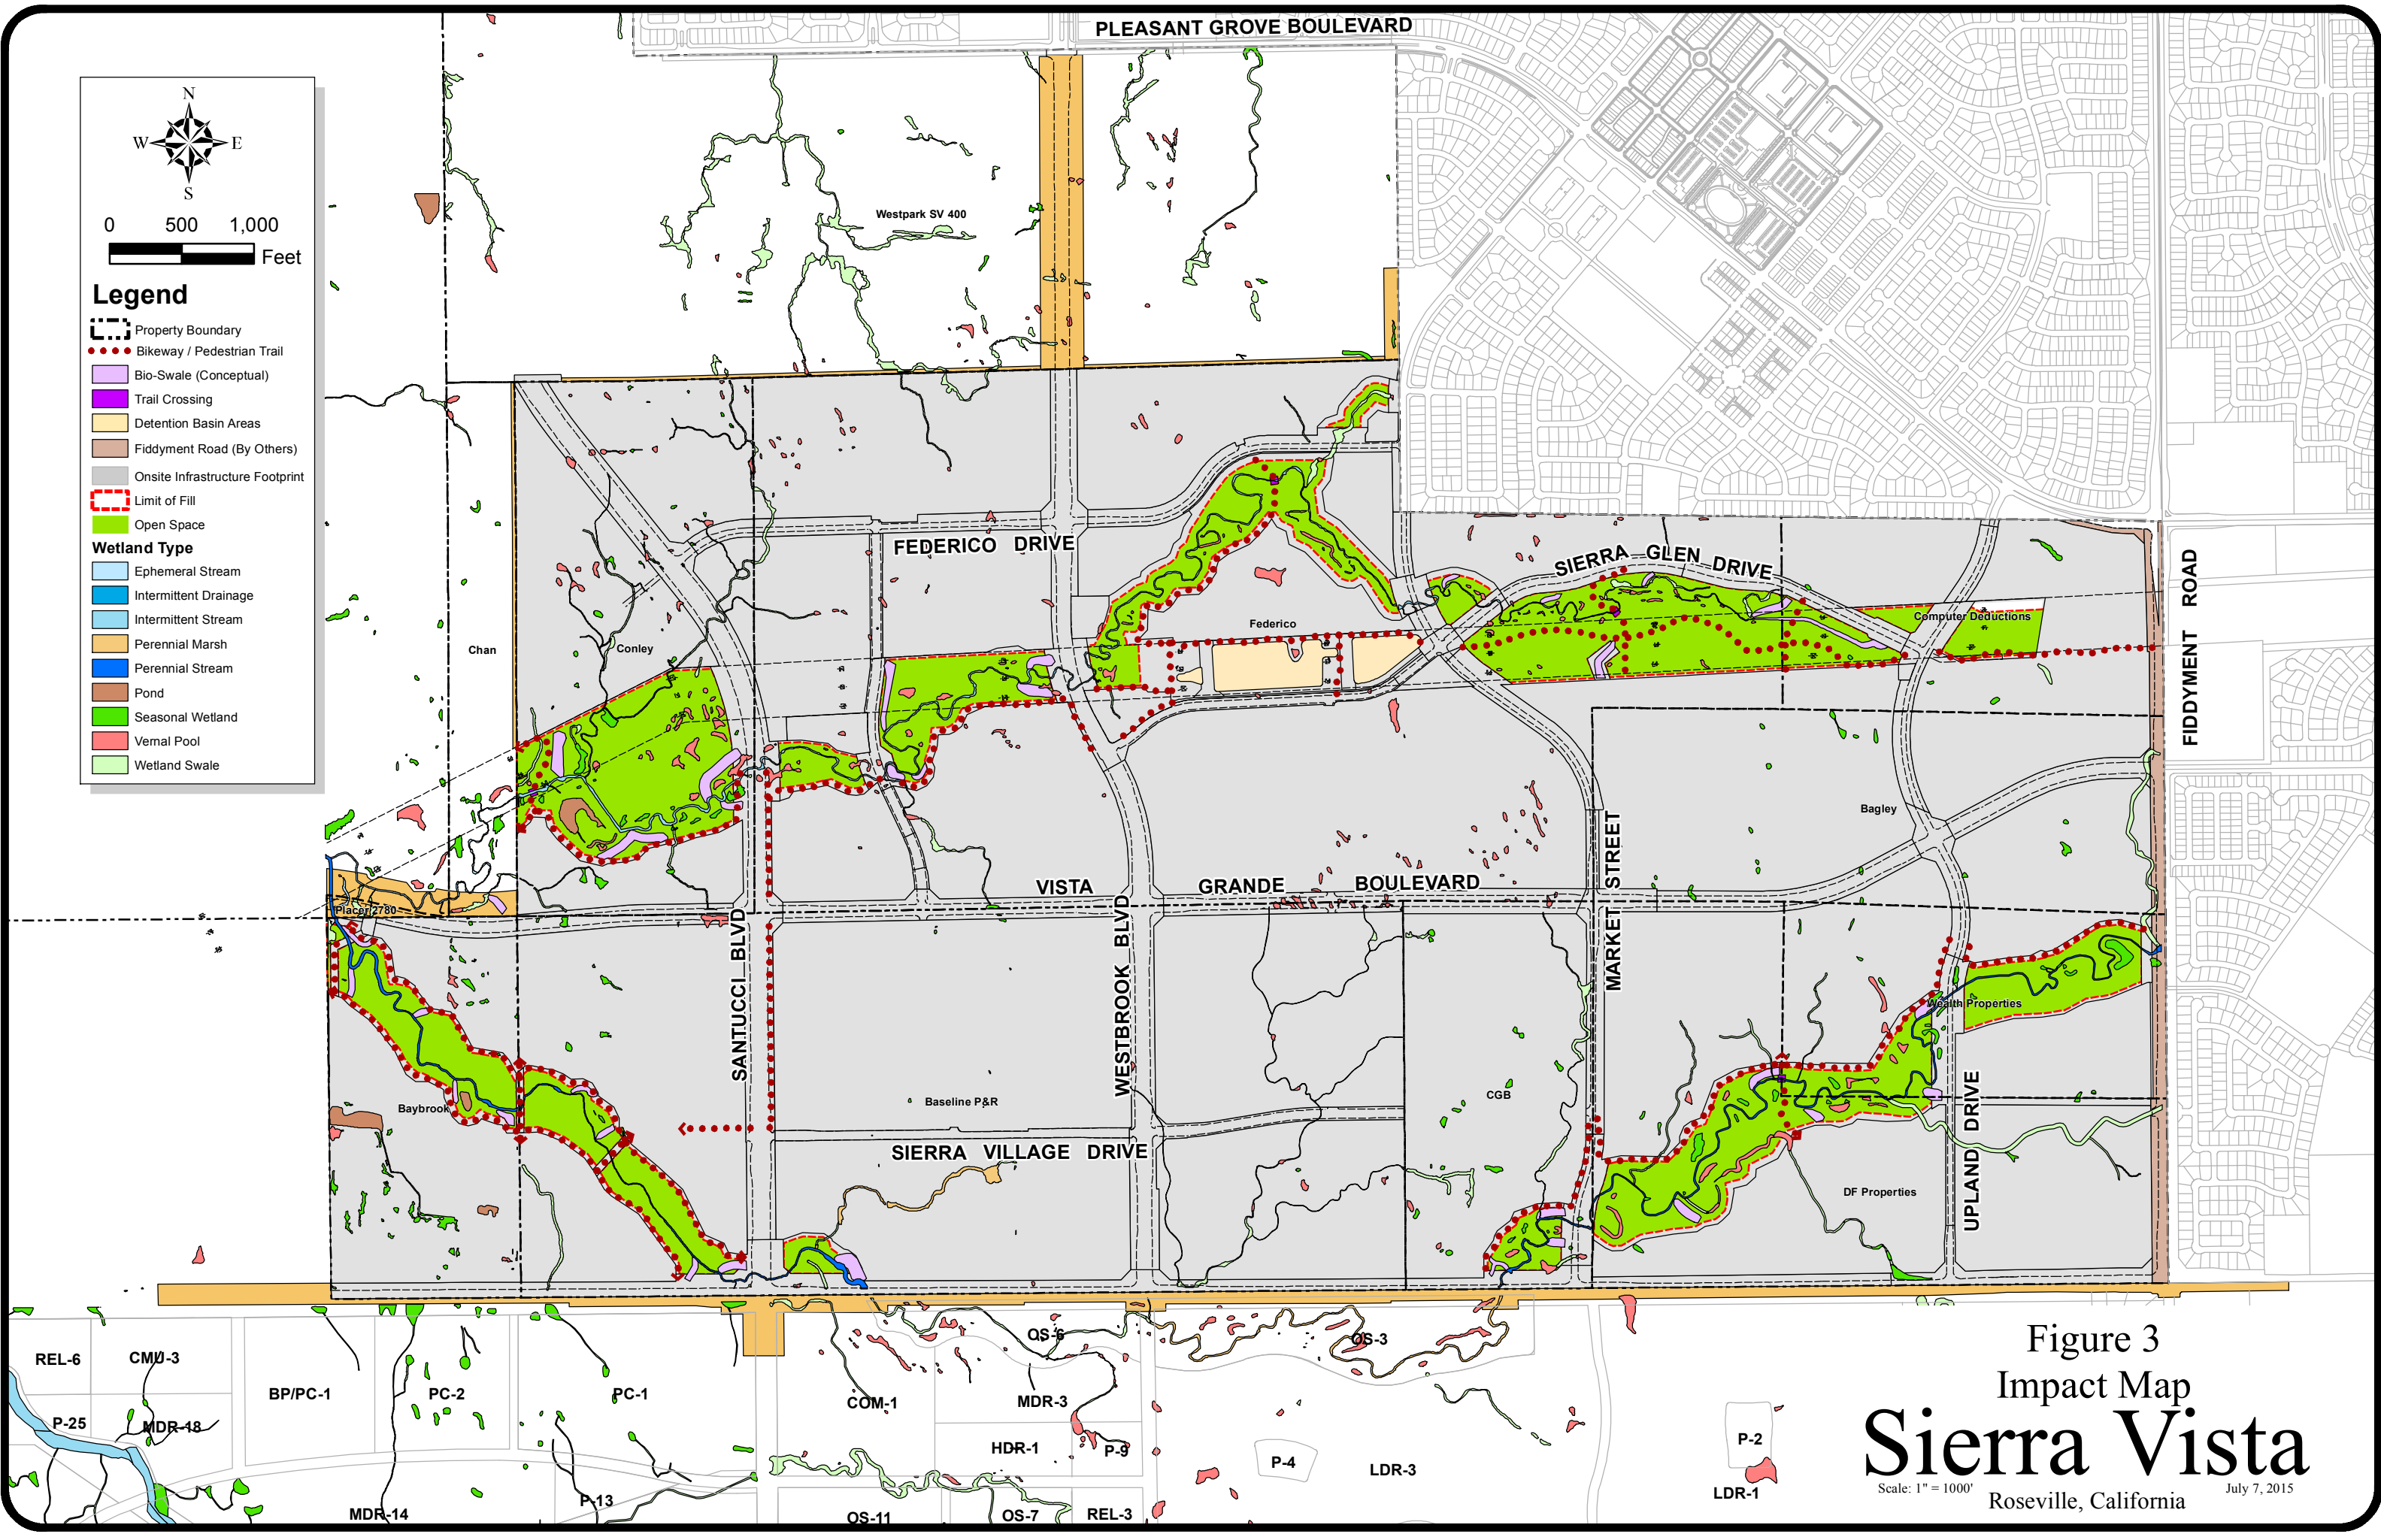 PLEASANT GROVE BOULEVARD
N
W E
S
0 500 1,000
Feet
Legend
Property Boundary
Bikeway / Pedestrian Trail
Bio-Swale (Conceptual)
Trail Crossing
Detention Basin Areas
Fiddyment Road (By Others)
Onsite Infrastructure Footprint
Limit of Fill
Open Space
Wetland Type
Ephemeral Stream
Intermittent Drainage
Intermittent Stream
Perennial Marsh
Perennial Stream
Pond
Seasonal Wetland
Vernal Pool
Wetland Swale
Westpark SV 400
FEDERICO DRIVE
SIERRA GLEN DRIVE
FIDDYMENT ROAD
Computer Deductions
Federico
Chan
Conley
Bagley
MARKET STREET
VISTA GRANDE BOULEVARD
Placer 2780
SANTUCCI BLVD
WESTBROOK BLVD
Wealth Properties
Baybrook
Baseline P&R
CGB
UPLAND DRIVE
SIERRA VILLAGE DRIVE
DF Properties
OS-6
OS-3
REL-6
CMU-3
BP/PC-1
PC-2
PC-1
COM-1
MDR-3
P-25
MDR-18
HDR-1
P-9
P-4
LDR-3
P-2
LDR-1
P-13
MDR-14
OS-11
OS-7
REL-3
Figure 3
Impact Map
Sierra Vista
Scale: 1" = 1000'
July 7, 2015
Roseville, California